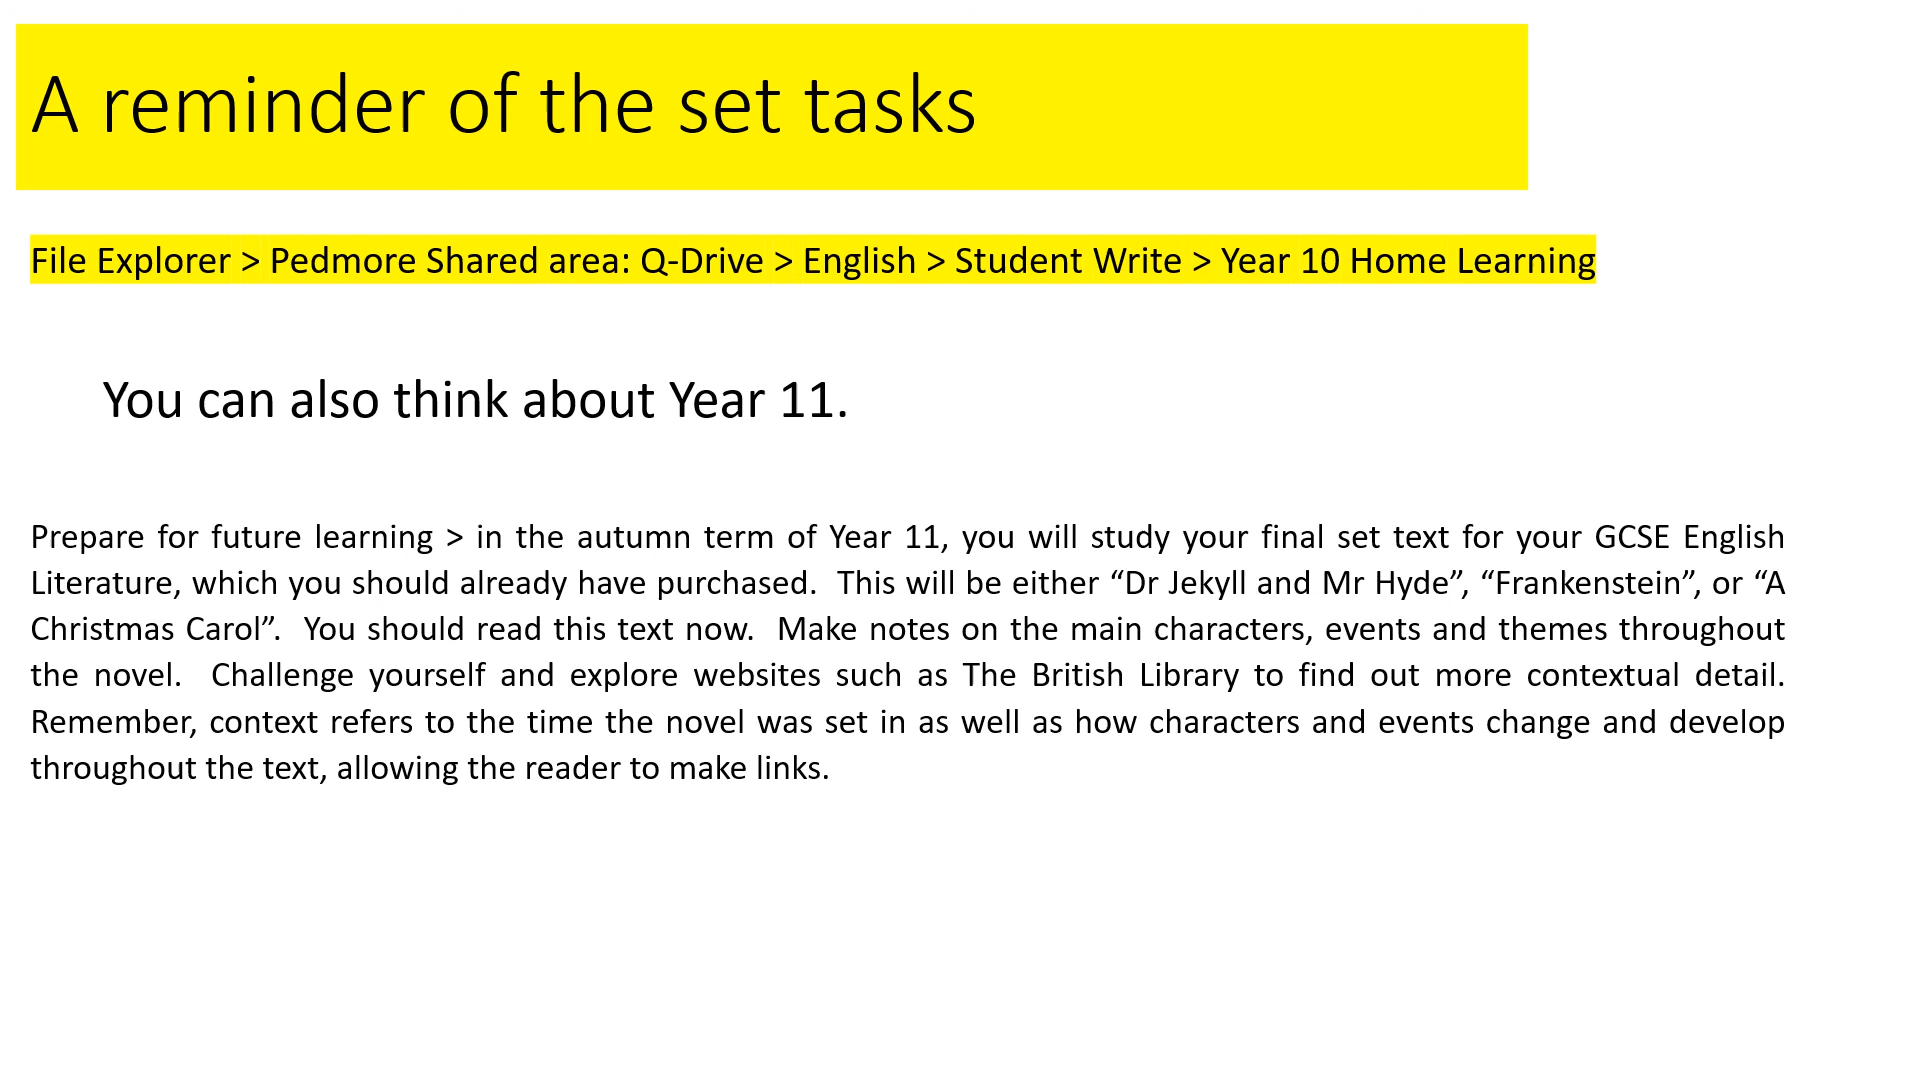 A reminder of the set tasks
File Explorer > Pedmore Shared area: Q-Drive > English > Student Write > Year 10 Home Learning
You can also think about Year 11.
Prepare for future learning > in the autumn term of Year 11, you will study your final set text for your GCSE English
Literature, which you should already have purchased.  This will be either “Dr Jekyll and Mr Hyde”, “Frankenstein”, or “A
Christmas Carol”.  You should read this text now.  Make notes on the main characters, events and themes throughout
the novel.  Challenge yourself and explore websites such as The British Library to find out more contextual detail.
Remember, context refers to the time the novel was set in as well as how characters and events change and develop
throughout the text, allowing the reader to make links.